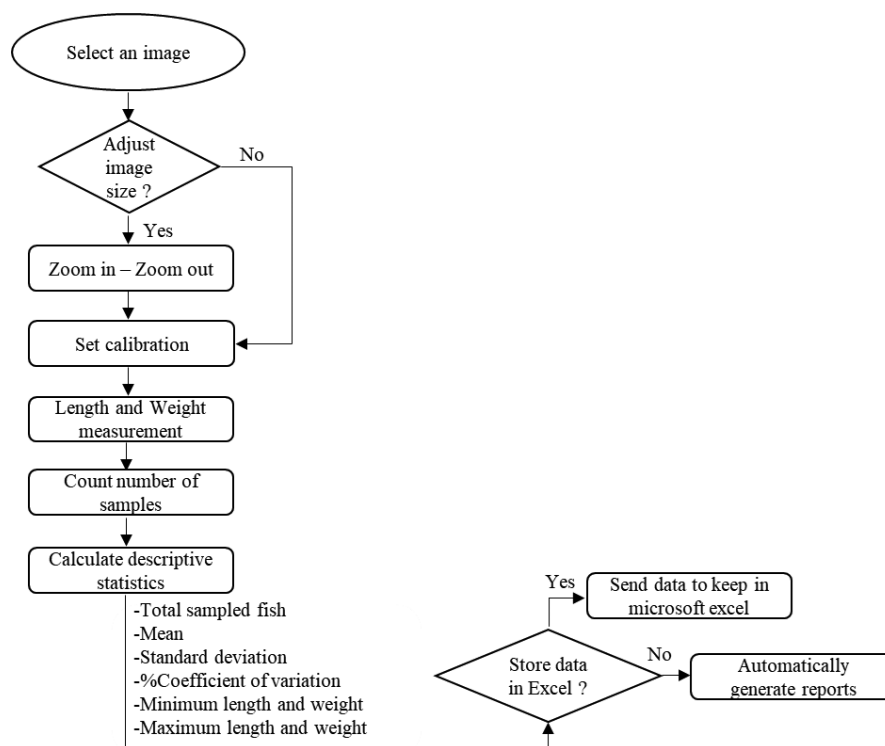 Select an image
Adjust
image
size ?
No
Yes
Zoom in – Zoom out
Set calibration
Length and Weight
measurement
Count number of
samples
Calculate descriptive
statistics
-Total sampled fish
-Mean
-Standard deviation
-%Coefficient of variation
-Minimum length and weight
-Maximum length and weight
Yes
Send data to keep in
microsoft excel
Store data
in Excel ?
No
Automatically
generate reports